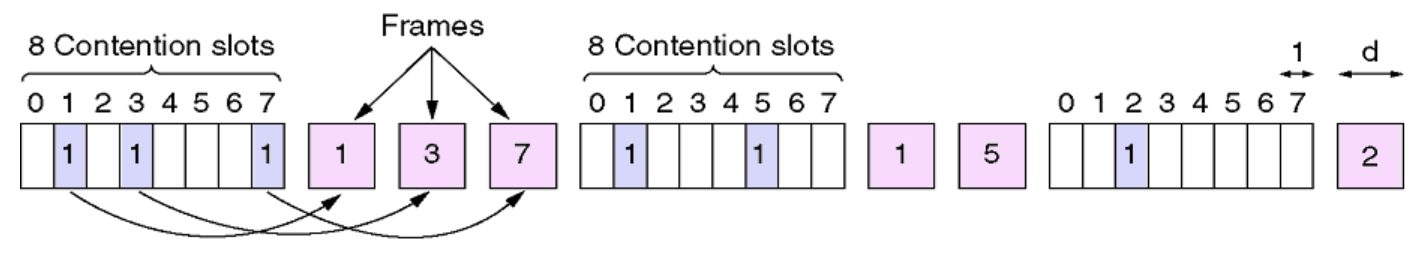 Frames
8 Contention slots 8 Contention slots 1 d
0 1 2 3 4 5 6 7 0 1 2 3 4 5 6 7 0 1 2 3 4 5 6 7
1 1 1 1 3 7 1 1 1 5 1 2